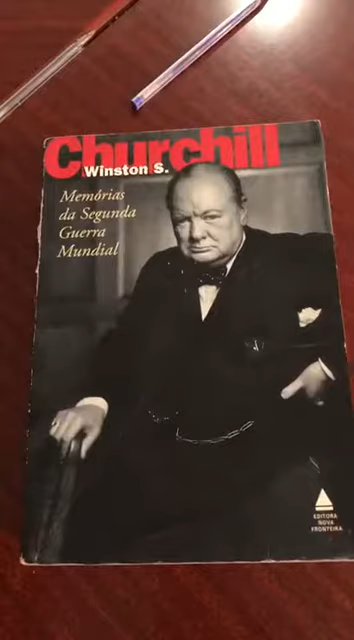 Churchill
Winston S.
Memórias
da Segunda
Guerra
Mundial
EDITORA
NOVA
FRONTEIRA